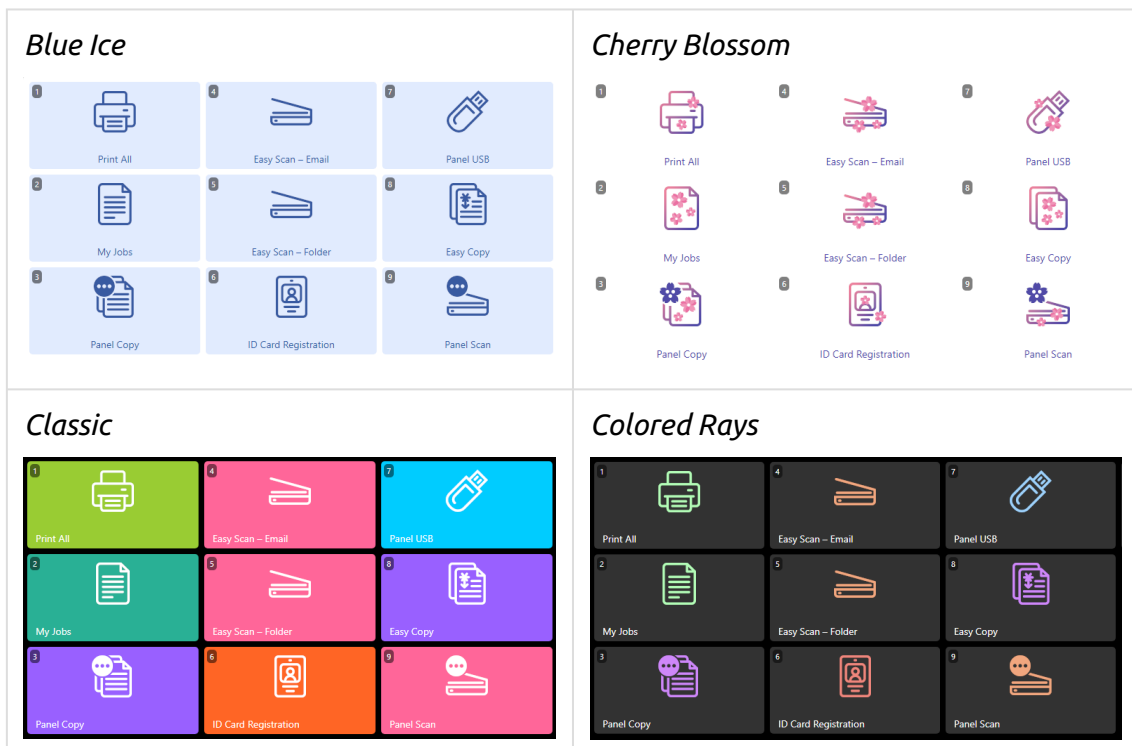 Blue Ice
1 4 7
Print All Easy Scan – Email Panel USB
2 5 8
My Jobs Easy Scan – Folder Easy Copy
3 6 9
Panel Copy ID Card Registration Panel Scan
Cherry Blossom
1 4 7
Print All Easy Scan – Email Panel USB
2 5 8
My Jobs Easy Scan – Folder Easy Copy
3 6 9
Panel Copy ID Card Registration Panel Scan
Classic
1 4 7
Print All Easy Scan – Email Panel USB
2 5 8
My Jobs Easy Scan – Folder Easy Copy
3 6 9
Panel Copy ID Card Registration Panel Scan
Colored Rays
1 4 7
Print All Easy Scan – Email Panel USB
2 5 8
My Jobs Easy Scan – Folder Easy Copy
3 6 9
Panel Copy ID Card Registration Panel Scan